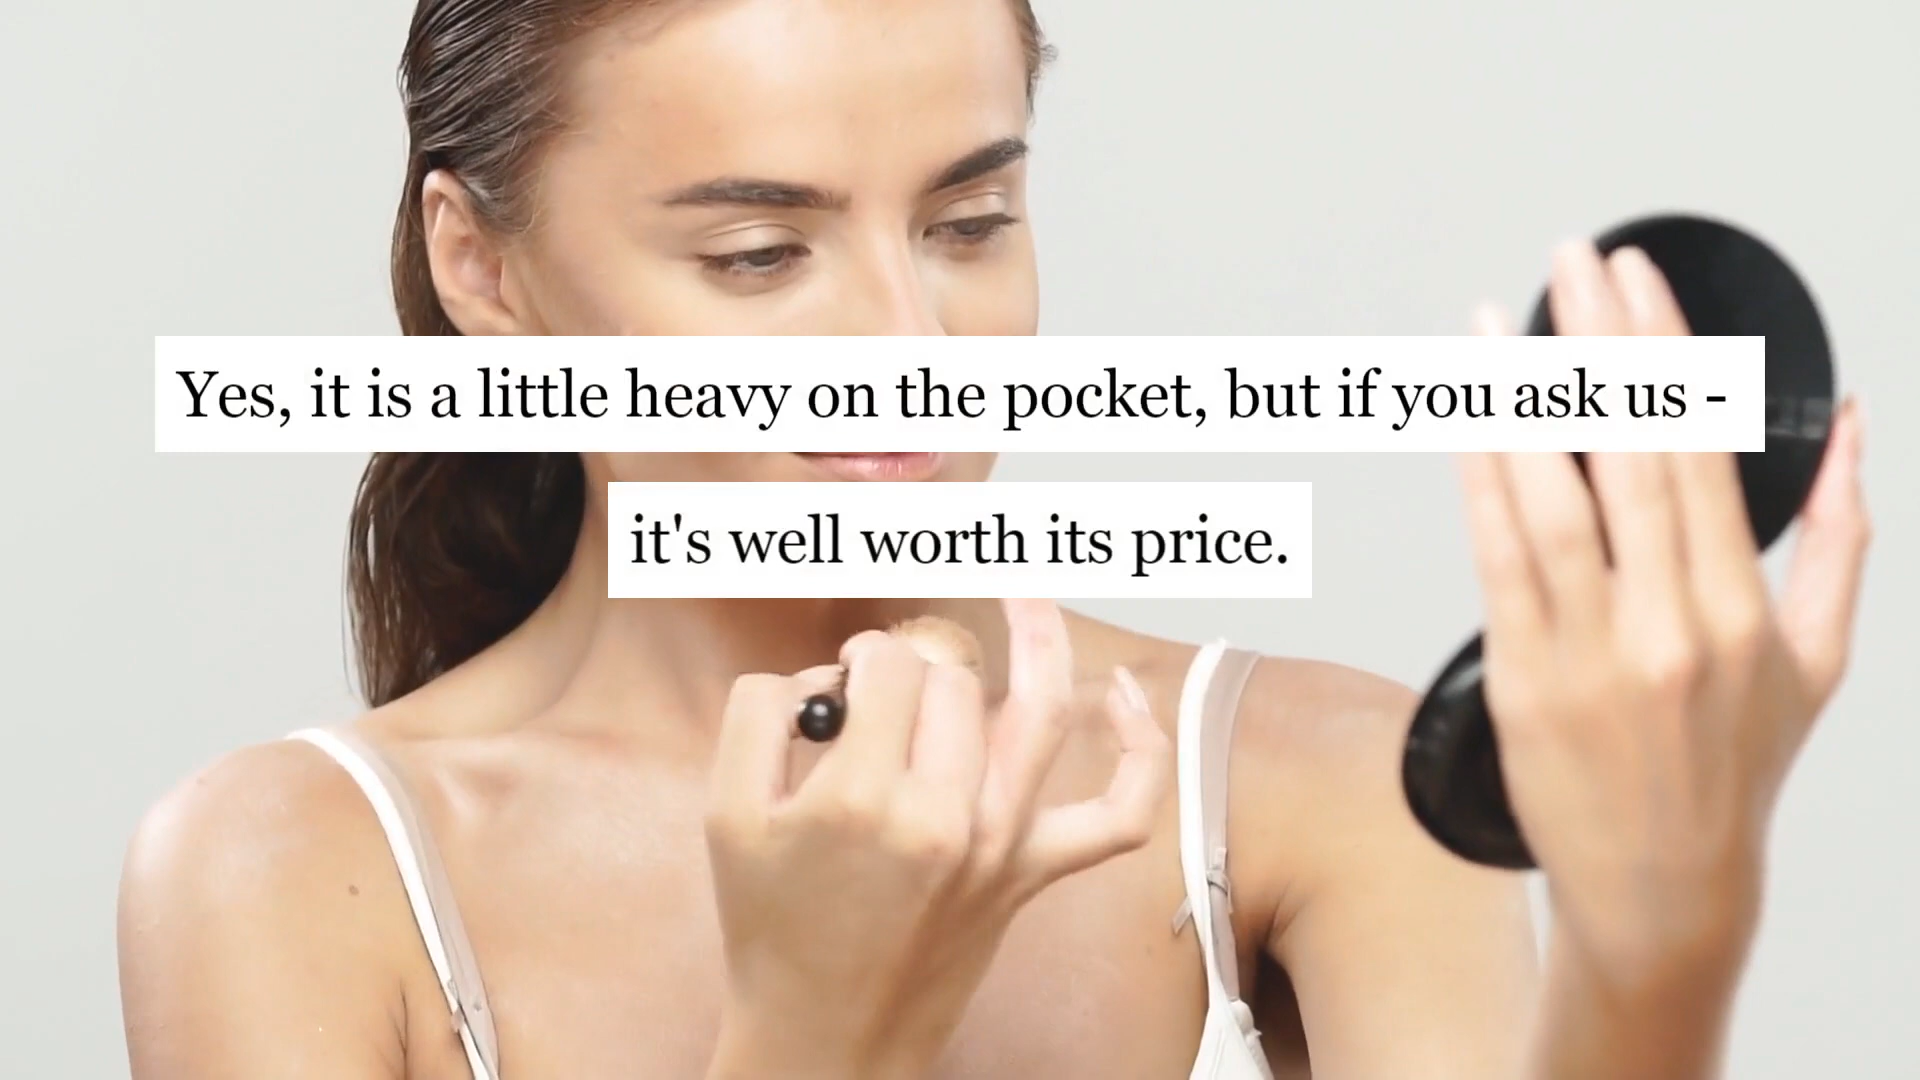 Yes, it is a little heavy on the pocket, but if you ask us -
it's well worth its price.